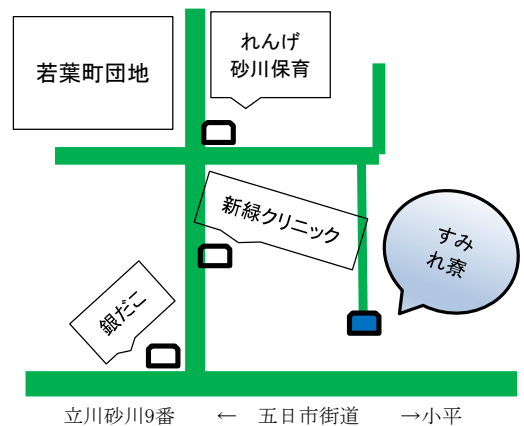 れんげ
砂川保育
若葉町団地
新緑クリニック
すみ
れ寮
銀だこ
立川砂川9番 ← 五日市街道 →小平